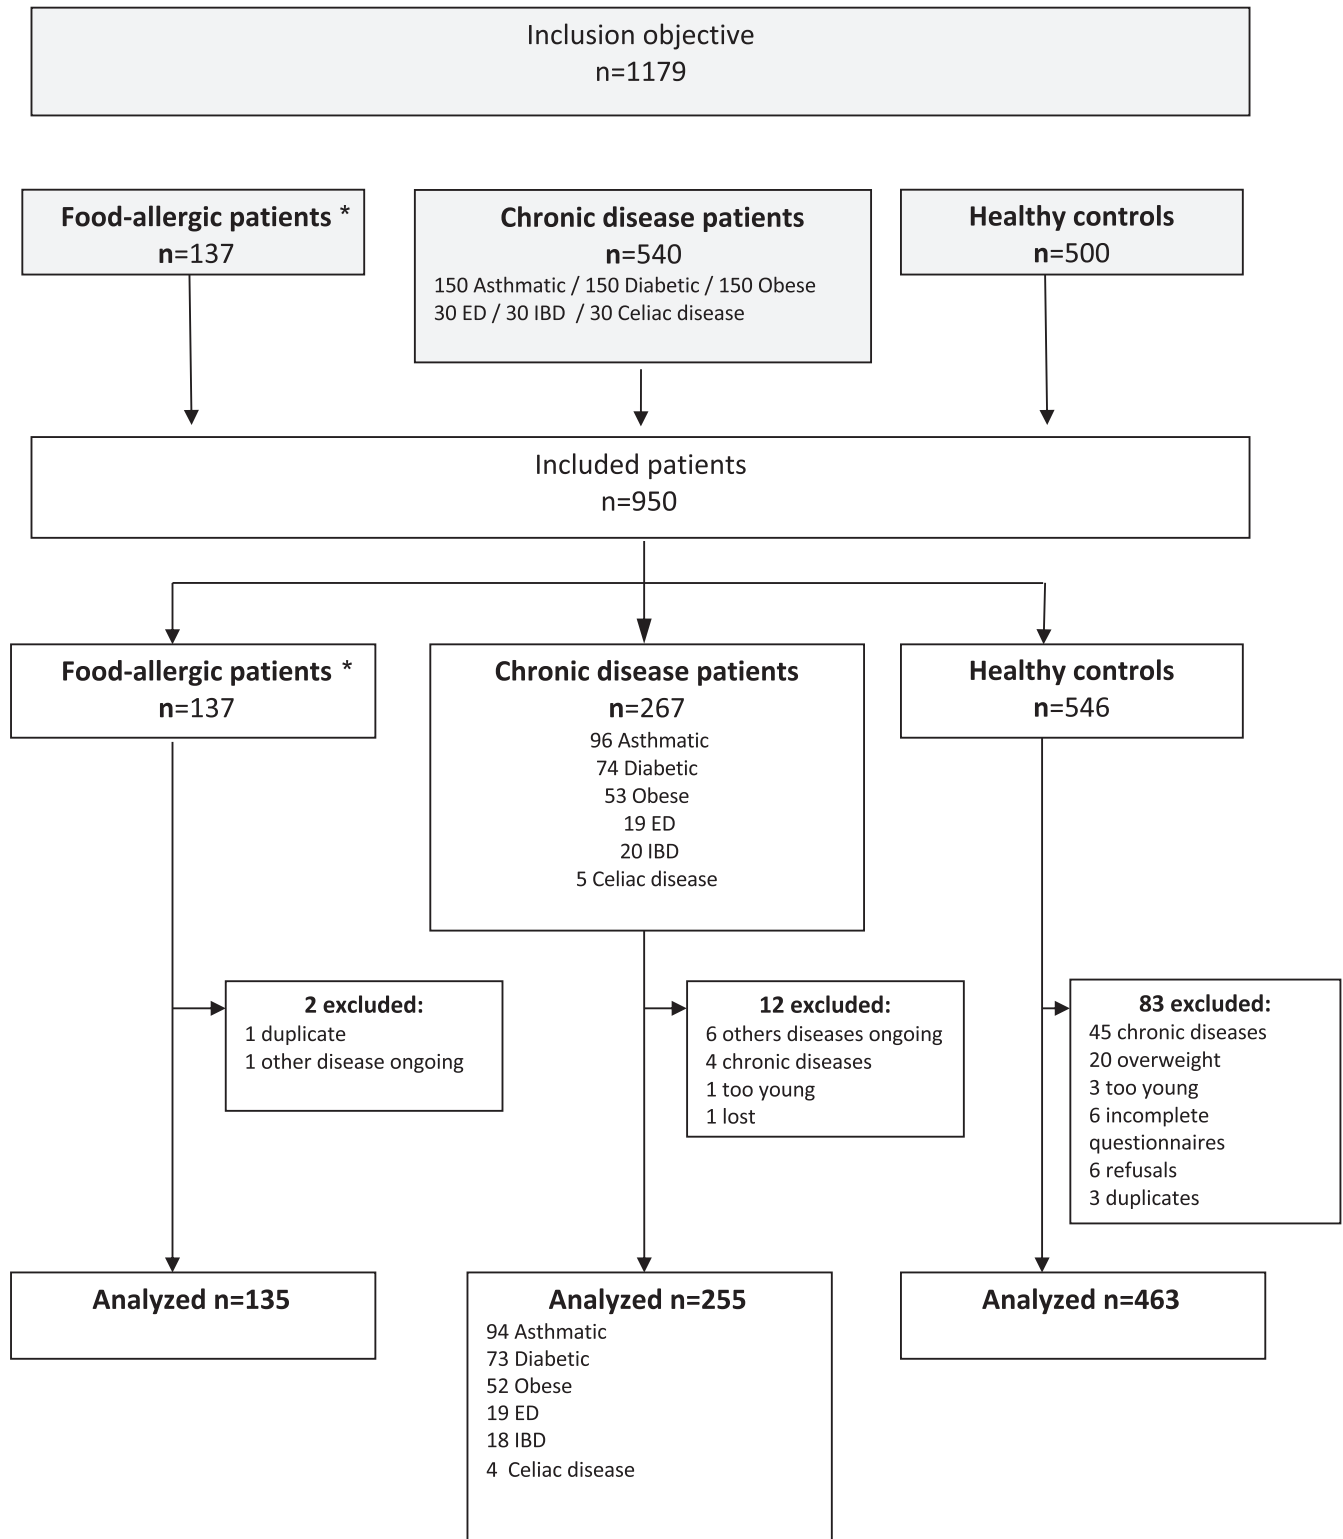 Inclusion objective
n=1179
Food-allergic patients *
n=137
Chronic disease patients
n=540
150 Asthmatic / 150 Diabetic / 150 Obese
30 ED / 30 IBD / 30 Celiac disease
Healthy controls
n=500
Included patients
n=950
Food-allergic patients *
n=137
Chronic disease patients
n=267
96 Asthmatic
74 Diabetic
53 Obese
19 ED
20 IBD
5 Celiac disease
Healthy controls
n=546
2 excluded:
1 duplicate
1 other disease ongoing
12 excluded:
6 others diseases ongoing
4 chronic diseases
1 too young
1 lost
83 excluded:
45 chronic diseases
20 overweight
3 too young
6 incomplete
questionnaires
6 refusals
3 duplicates
Analyzed n=135
Analyzed n=255
94 Asthmatic
73 Diabetic
52 Obese
19 ED
18 IBD
4 Celiac disease
Analyzed n=463